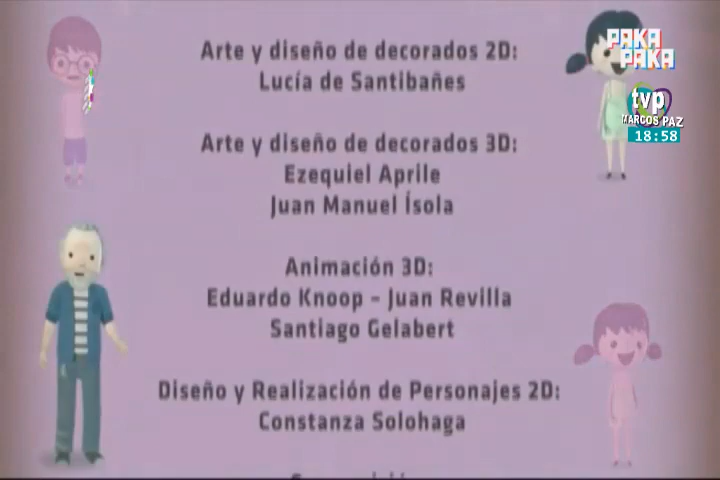 PAKA
PAKA
tvp
MARCOS PAZ
18:58
Arte y diseño de decorados 2D:
Lucía de Santibañes
Arte y diseño de decorados 3D:
Ezequiel Aprile
Juan Manuel Ísola
Animación 3D:
Eduardo Knoop - Juan Revilla
Santiago Gelabert
Diseño y Realización de Personajes 2D:
Constanza Solohaga